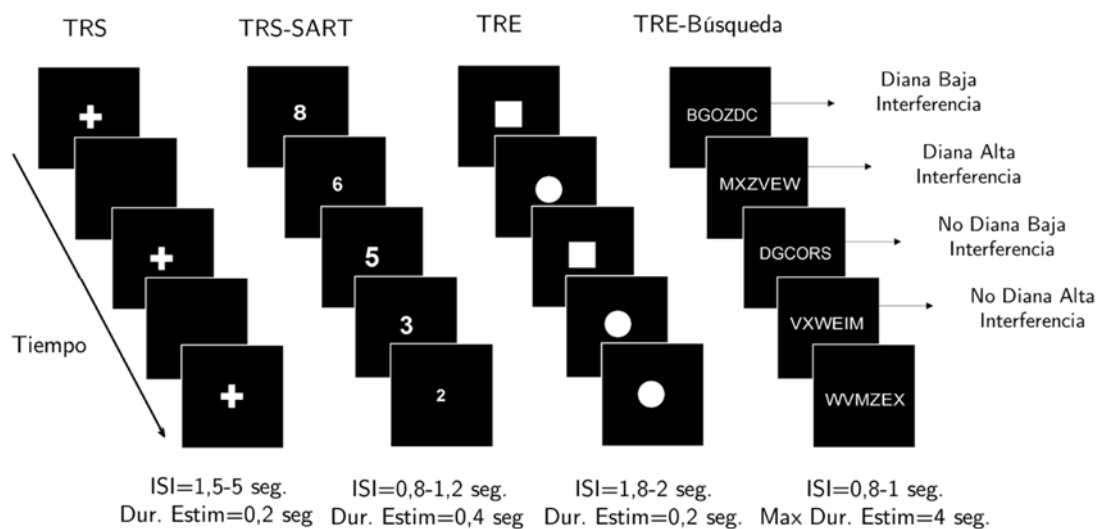 TRS
TRS-SART
TRE
TRE-Búsqueda
8
6
5
3
2
BGOZDC
MXZVEW
DGCORS
VXWEIM
WVMZEX
Diana Baja
Interferencia
Diana Alta
Interferencia
No Diana Baja
Interferencia
No Diana Alta
Interferencia
Tiempo
ISI=1,5-5 seg.
Dur. Estim=0,2 seg
ISI=0,8-1,2 seg.
Dur. Estim=0,4 seg
ISI=1,8-2 seg.
Dur. Estim=0,2 seg.
ISI=0,8-1 seg.
Max Dur. Estim=4 seg.